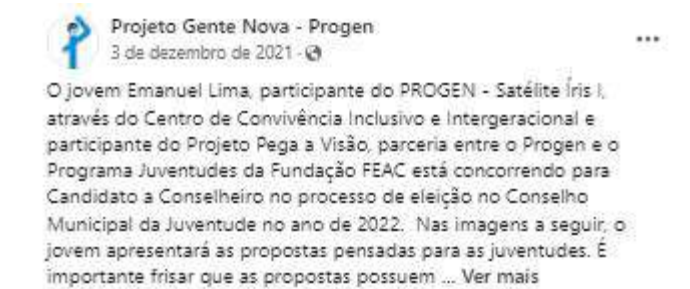 Projeto Gente Nova - Progen
3 de dezembro de 2021 ·
O jovem Emanuel Lima, participante do PROGEN - Satélite Íris I,
através do Centro de Convivência Inclusivo e Intergeracional e
participante do Projeto Pega a Visão, parceria entre o Progen e o
Programa Juventudes da Fundação FEAC está concorrendo para
Candidato a Conselheiro no processo de eleição no Conselho
Municipal da Juventude no ano de 2022. Nas imagens a seguir, o
jovem apresentará as propostas pensadas para as juventudes. É
importante frisar que as propostas possuem ... Ver mais